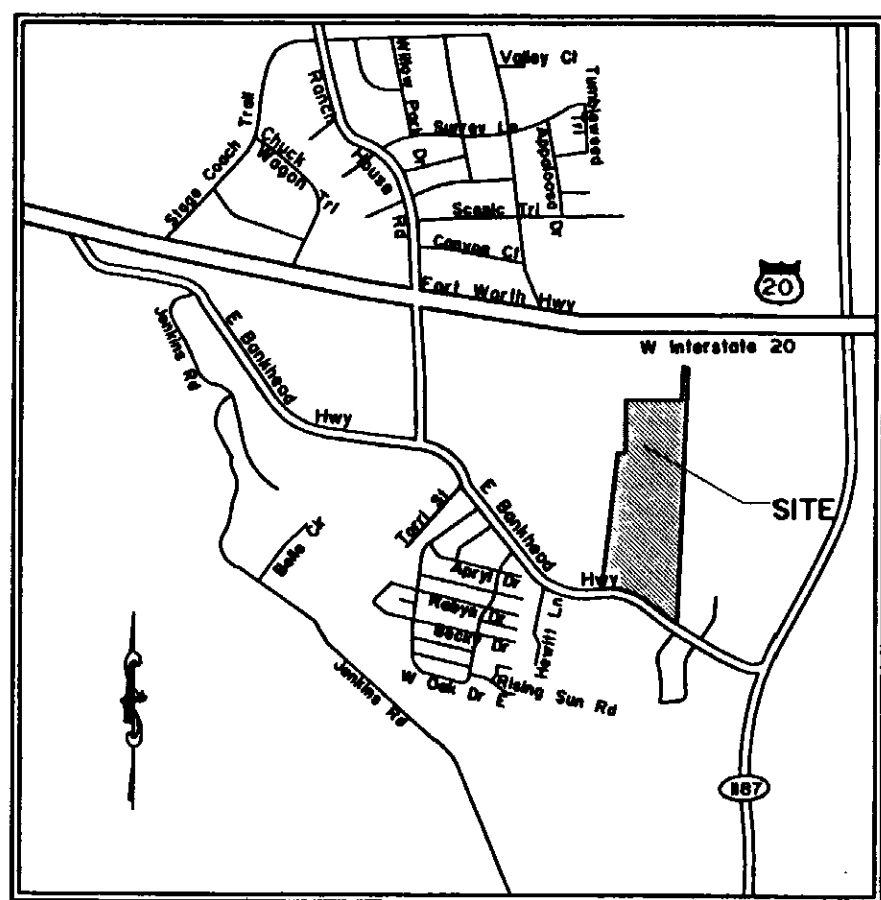 Valley Ct
Willow Park Dr
Tumbleweed Trl
Ranch House Rd
Stage Coach Trail
Surrey Ln
Appaloosa Dr
Chuck Wagon Trl
Scenic Trl
Canyon Ct
Fort Worth Hwy
20
W Interstate 20
Jenkins Rd
E Bankhead Hwy
SITE
Terri St
E Bankhead Hwy
Belle Cir
Apryl Dr
Robyn Dr
Becky Dr
Hewitt Ln
W Oak Dr E
Rising Sun Rd
Jenkins Rd
1187